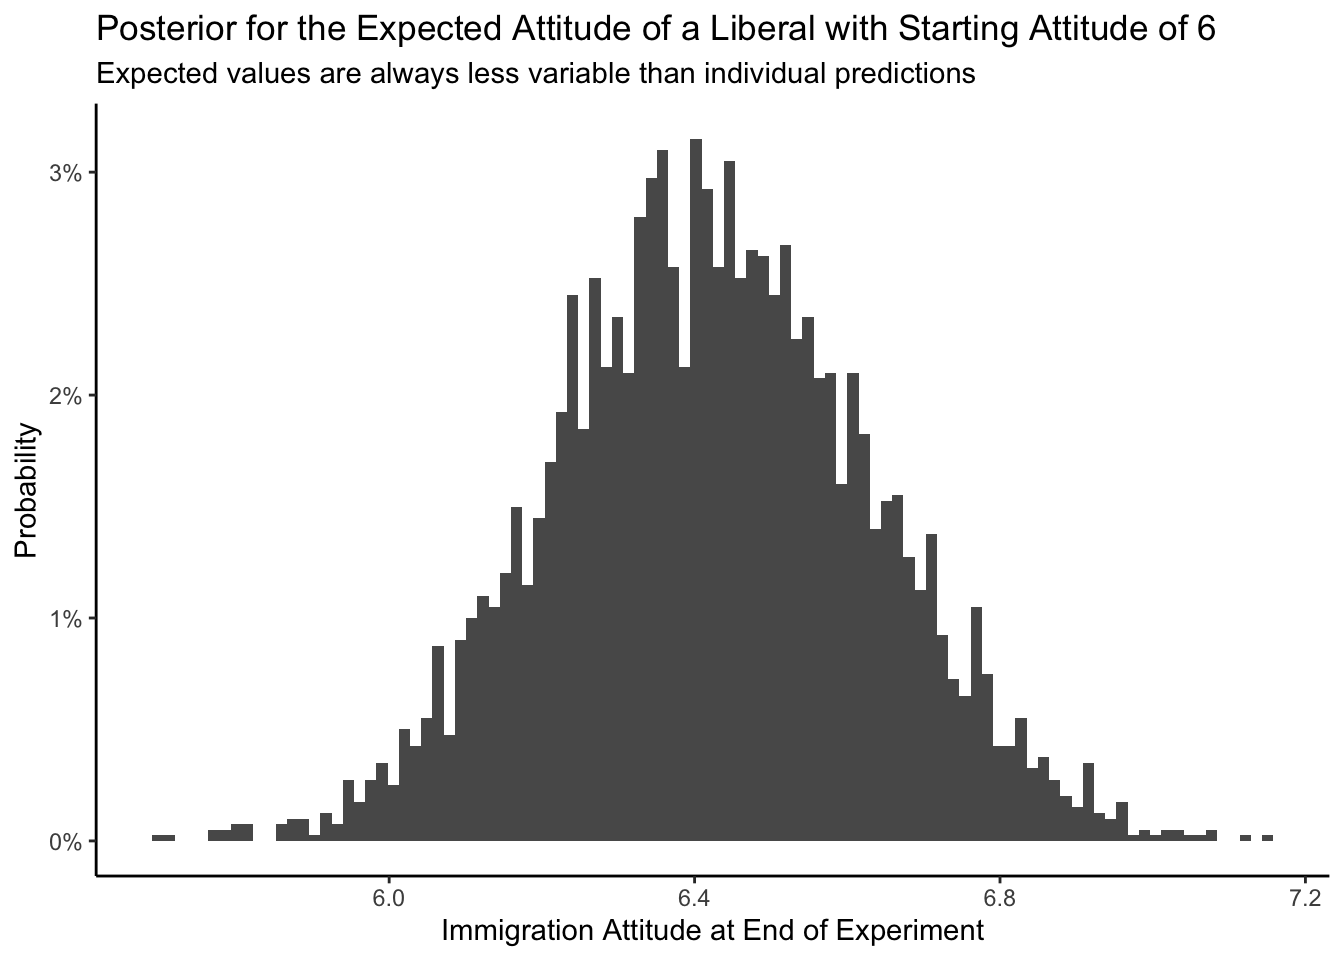 Posterior for the Expected Attitude of a Liberal with Starting Attitude of 6
Expected values are always less variable than individual predictions
Probability
3%
2%
1%
0%
6.0 6.4 6.8 7.2
Immigration Attitude at End of Experiment